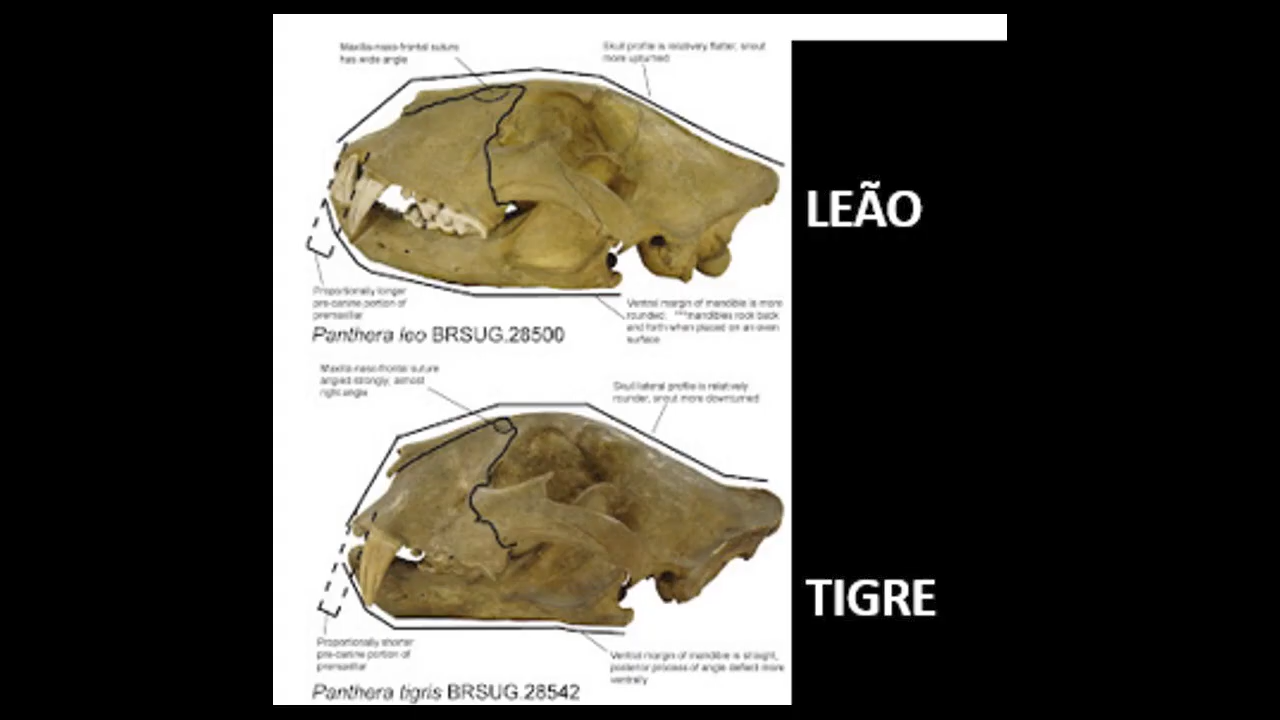 Maxilla-naso-frontal suture
has wide angle
Skull profile is relatively flatter, snout
more upturned
LEÃO
Proportionally longer
pre-canine portion of
premaxillar
Ventral margin of mandible is more
rounded. ***mandibles rock back
and forth when placed on an even
surface
Panthera leo BRSUG.28500
Maxilla-naso-frontal suture
angled strongly, almost
right angle
Skull lateral profile is relatively
rounder, snout more downturned
TIGRE
Proportionally shorter
pre-canine portion of
premaxillar
Ventral margin of mandible is straight,
posterior process of angle deflect more
ventrally
Panthera tigris BRSUG.28542